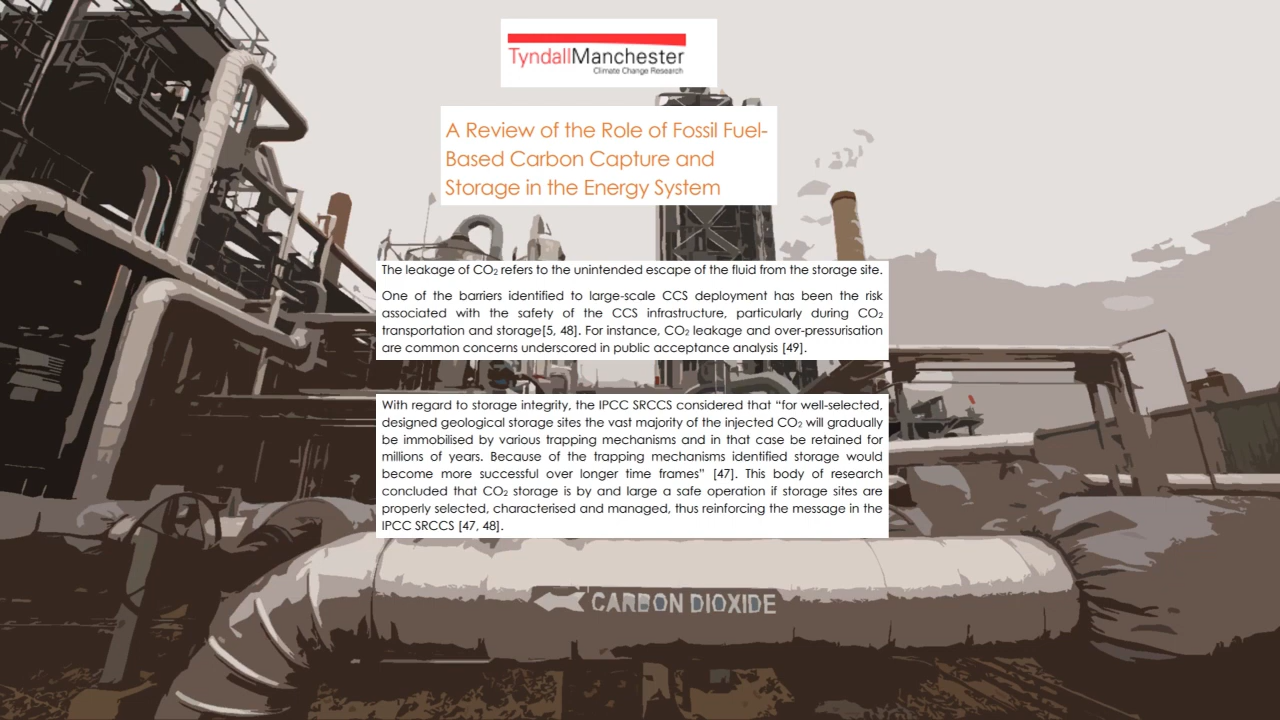 TyndallManchester
Climate Change Research
A Review of the Role of Fossil Fuel-
Based Carbon Capture and
Storage in the Energy System
The leakage of CO₂ refers to the unintended escape of the fluid from the storage site.
One of the barriers identified to large-scale CCS deployment has been the risk
associated with the safety of the CCS infrastructure, particularly during CO₂
transportation and storage[5, 48]. For instance, CO₂ leakage and over-pressurisation
are common concerns underscored in public acceptance analysis [49].
With regard to storage integrity, the IPCC SRCCS considered that “for well-selected,
designed geological storage sites the vast majority of the injected CO₂ will gradually
be immobilised by various trapping mechanisms and in that case be retained for
millions of years. Because of the trapping mechanisms identified storage would
become more successful over longer time frames” [47]. This body of research
concluded that CO₂ storage is by and large a safe operation if storage sites are
properly selected, characterised and managed, thus reinforcing the message in the
IPCC SRCCS [47, 48].
CARBON DIOXIDE